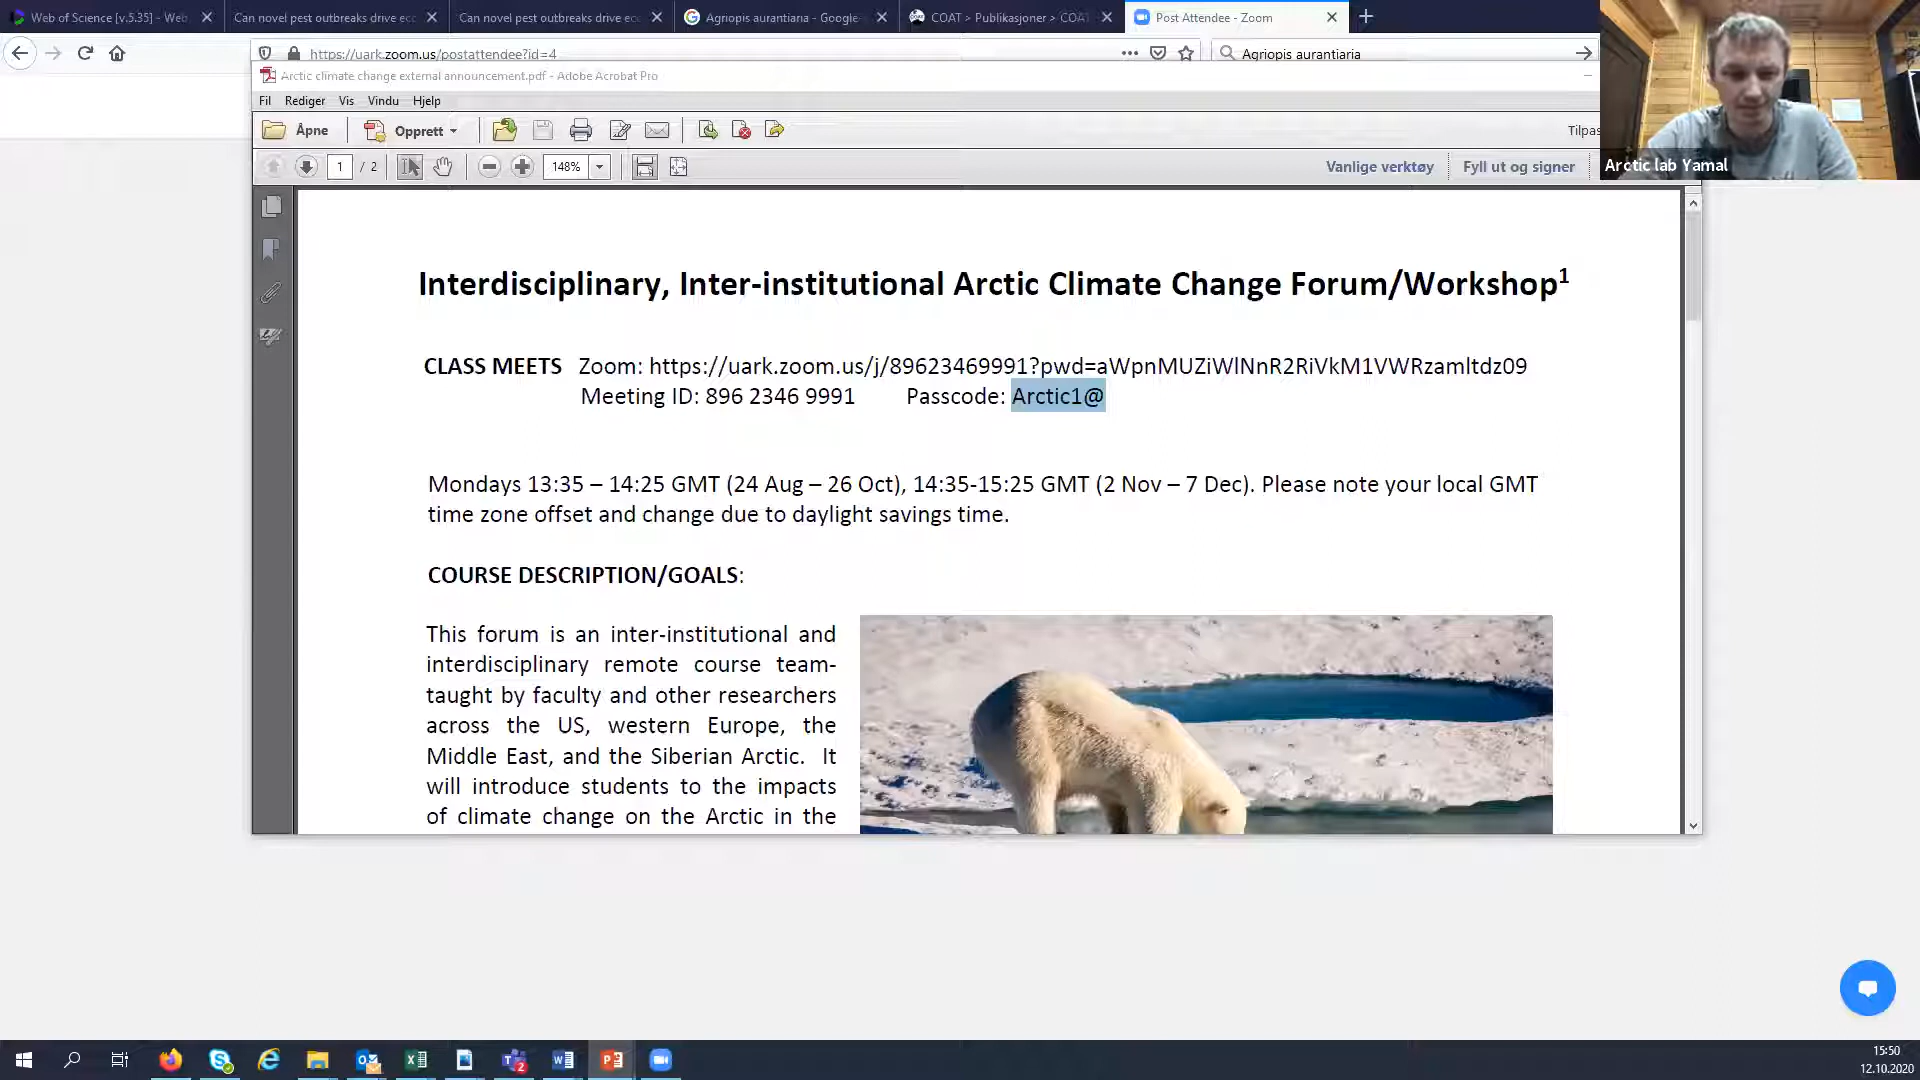 Web of Science [v.5.35] - Web
Can novel pest outbreaks drive eco
Can novel pest outbreaks drive eco
Agriopis aurantiana - Google
COAT > Publikasjoner > COAT
Post Attendee - Zoom
https://uark.zoom.us/postattendee?id=4
Agriopis aurantiaria
Arctic climate change external announcement.pdf - Adobe Acrobat Pro
Fil Rediger Vis Vindu Hjelp
Åpne Opprett Tilpas
1 / 2 148% Vanlige verktøy Fyll ut og signer
Arctic lab Yamal
Interdisciplinary, Inter-institutional Arctic Climate Change Forum/Workshop1
CLASS MEETS Zoom: https://uark.zoom.us/j/89623469991?pwd=aWpnMUZiWlNnR2RiVkM1VWRzamltdz09
Meeting ID: 896 2346 9991 Passcode: Arctic1@
Mondays 13:35 – 14:25 GMT (24 Aug – 26 Oct), 14:35-15:25 GMT (2 Nov – 7 Dec). Please note your local GMT
time zone offset and change due to daylight savings time.
COURSE DESCRIPTION/GOALS:
This forum is an inter-institutional and
interdisciplinary remote course team-
taught by faculty and other researchers
across the US, western Europe, the
Middle East, and the Siberian Arctic. It
will introduce students to the impacts
of climate change on the Arctic in the
15:50
12.10.2020